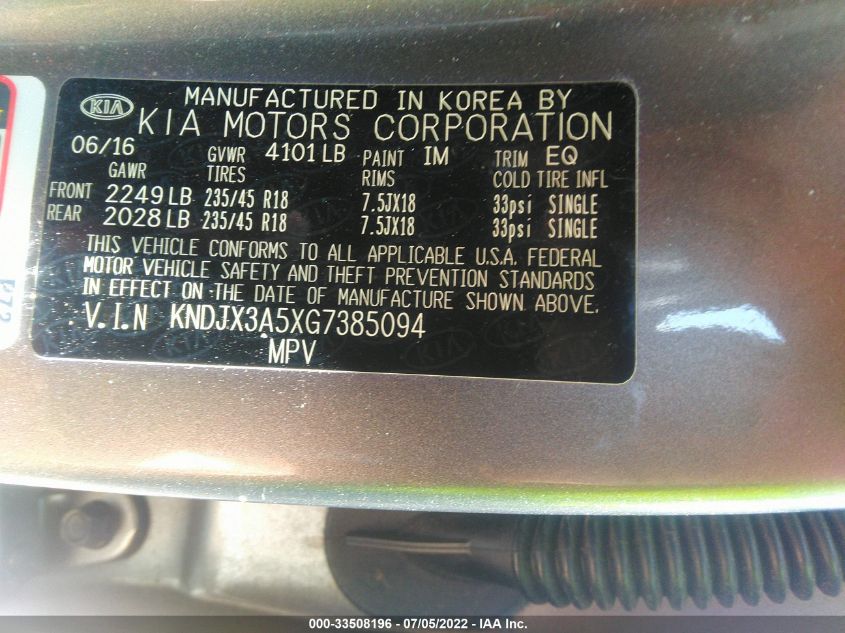 KIA MANUFACTURED IN KOREA BY
KIA MOTORS CORPORATION
06/16 GVWR 4101 LB PAINT IM TRIM EQ
GAWR TIRES RIMS COLD TIRE INFL
FRONT 2249 LB 235/45 R18 7.5JX18 33psi SINGLE
REAR 2028 LB 235/45 R18 7.5JX18 33psi SINGLE
THIS VEHICLE CONFORMS TO ALL APPLICABLE U.S.A. FEDERAL
MOTOR VEHICLE SAFETY AND THEFT PREVENTION STANDARDS
IN EFFECT ON THE DATE OF MANUFACTURE SHOWN ABOVE.
V.I.N KNDJX3A5XG7385094
MPV
000-33508196 - 07/05/2022 - IAA Inc.